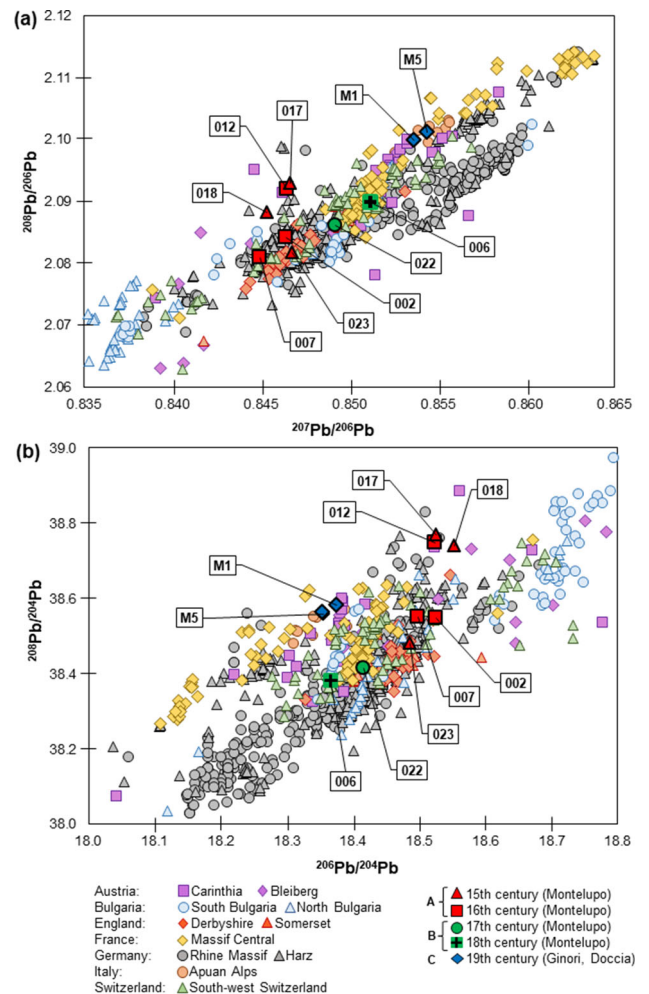 (a)
2.12
2.11
2.10
2.09
2.08
2.07
2.06
²⁰⁸Pb/²⁰⁶Pb
M5
M1
017
012
018
006
022
002
023
007
0.835
0.840
0.845
0.850
0.855
0.860
0.865
²⁰⁷Pb/²⁰⁶Pb
(b)
39.0
38.8
38.6
38.4
38.2
38.0
²⁰⁸Pb/²⁰⁴Pb
017
018
012
M1
M5
002
007
023
022
006
18.0
18.1
18.2
18.3
18.4
18.5
18.6
18.7
18.8
²⁰⁶Pb/²⁰⁴Pb
Austria: Carinthia Bleiberg
Bulgaria: South Bulgaria North Bulgaria
England: Derbyshire Somerset
France: Massif Central
Germany: Rhine Massif Harz
Italy: Apuan Alps
Switzerland: South-west Switzerland
A
15th century (Montelupo)
16th century (Montelupo)
B
17th century (Montelupo)
18th century (Montelupo)
C 19th century (Ginori, Doccia)